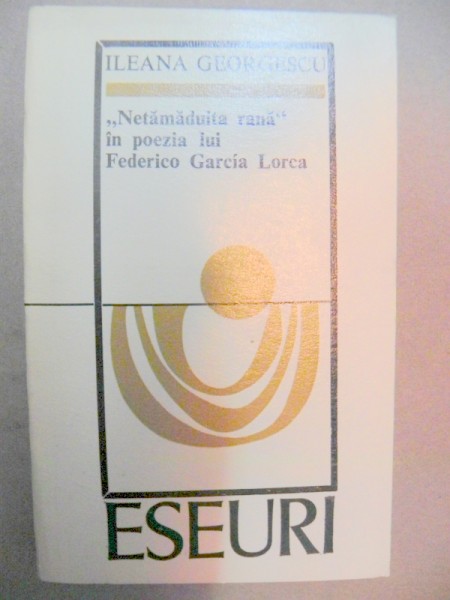 ILEANA GEORGESCU
„Netămăduita rană“
în poezia lui
Federico García Lorca
ESEURI